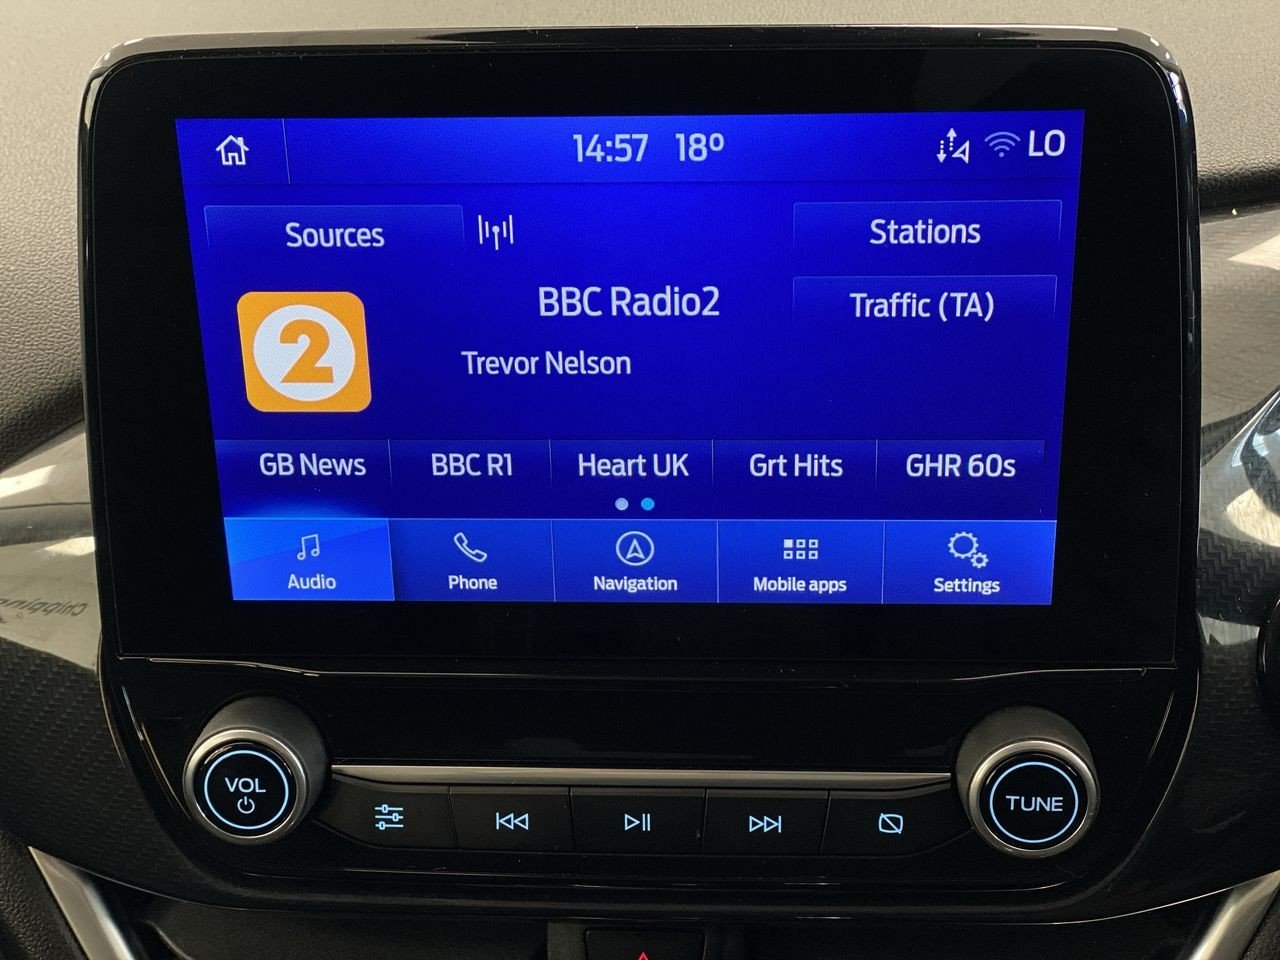 14:57 18º LO
Sources
Stations
BBC Radio2
Traffic (TA)
2
Trevor Nelson
GB News BBC R1 Heart UK Grt Hits GHR 60s
Audio Phone Navigation Mobile apps Settings
VOL
TUNE